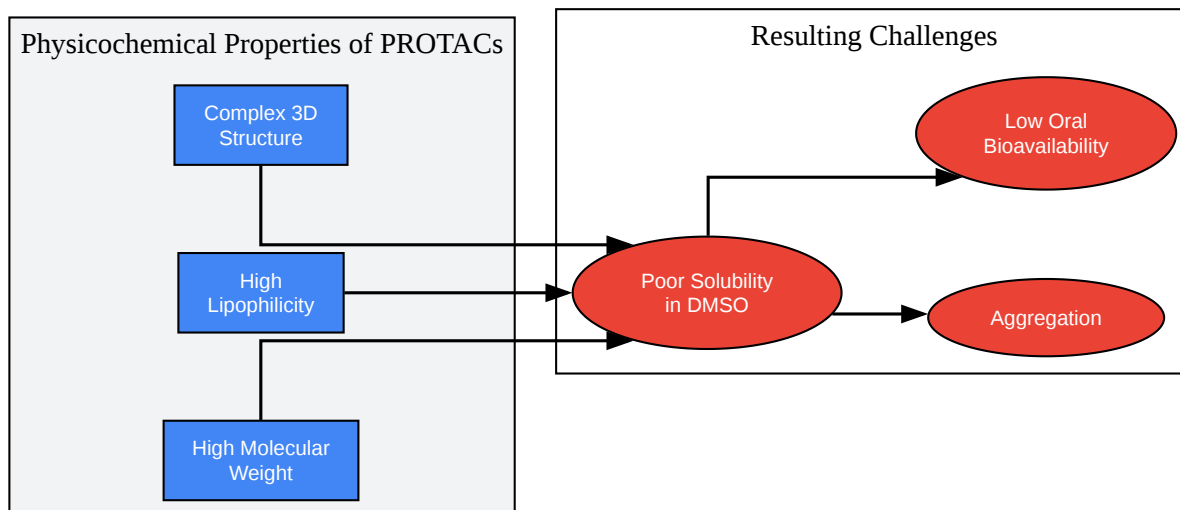 Physicochemical Properties of PROTACs
Complex 3D
Structure
High
Lipophilicity
High Molecular
Weight
Resulting Challenges
Poor Solubility
in DMSO
Low Oral
Bioavailability
Aggregation